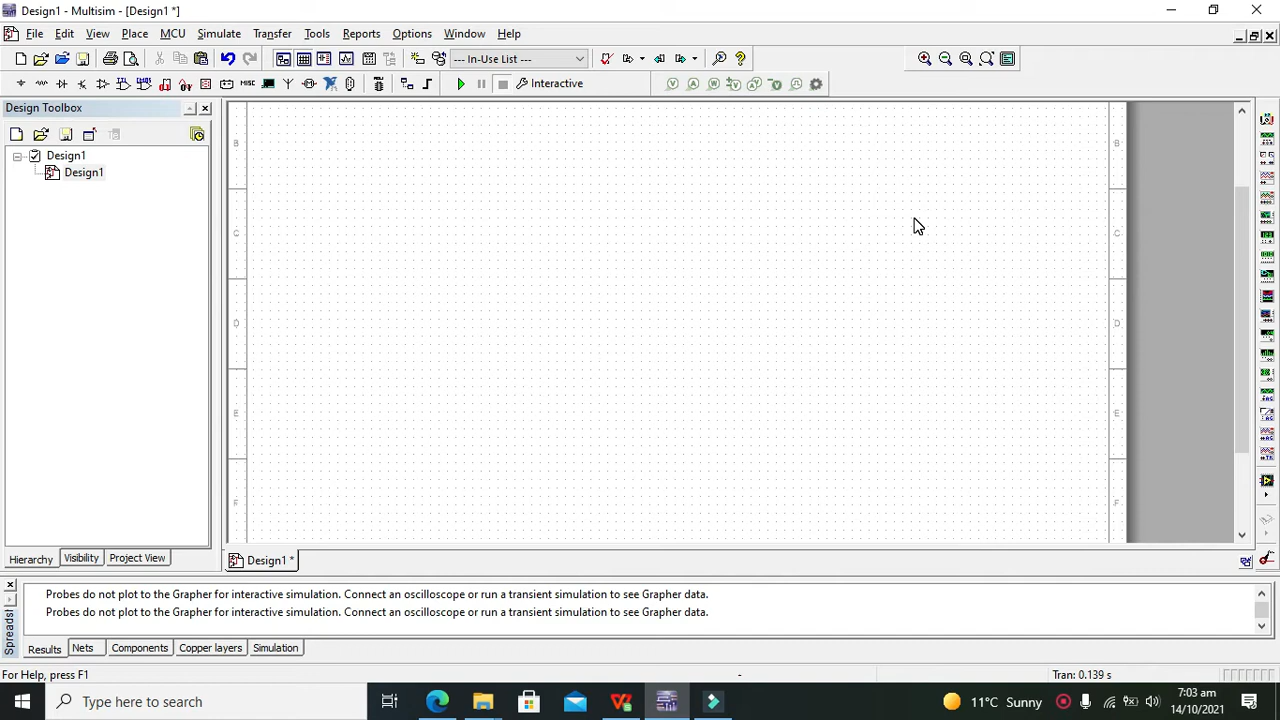 Design1 - Multisim - [Design1 *]
File Edit View Place MCU Simulate Transfer Tools Reports Options Window Help
--- In-Use List ---
MISC
Interactive
Design Toolbox
Design1
Design1
B
B
C
C
D
D
E
E
F
F
Hierarchy Visibility Project View
Design1 *
Probes do not plot to the Grapher for interactive simulation. Connect an oscilloscope or run a transient simulation to see Grapher data.
Probes do not plot to the Grapher for interactive simulation. Connect an oscilloscope or run a transient simulation to see Grapher data.
Results Nets Components Copper layers Simulation
For Help, press F1
-
Tran: 0.139 s
Type here to search
11°C Sunny
7:03 am
14/10/2021